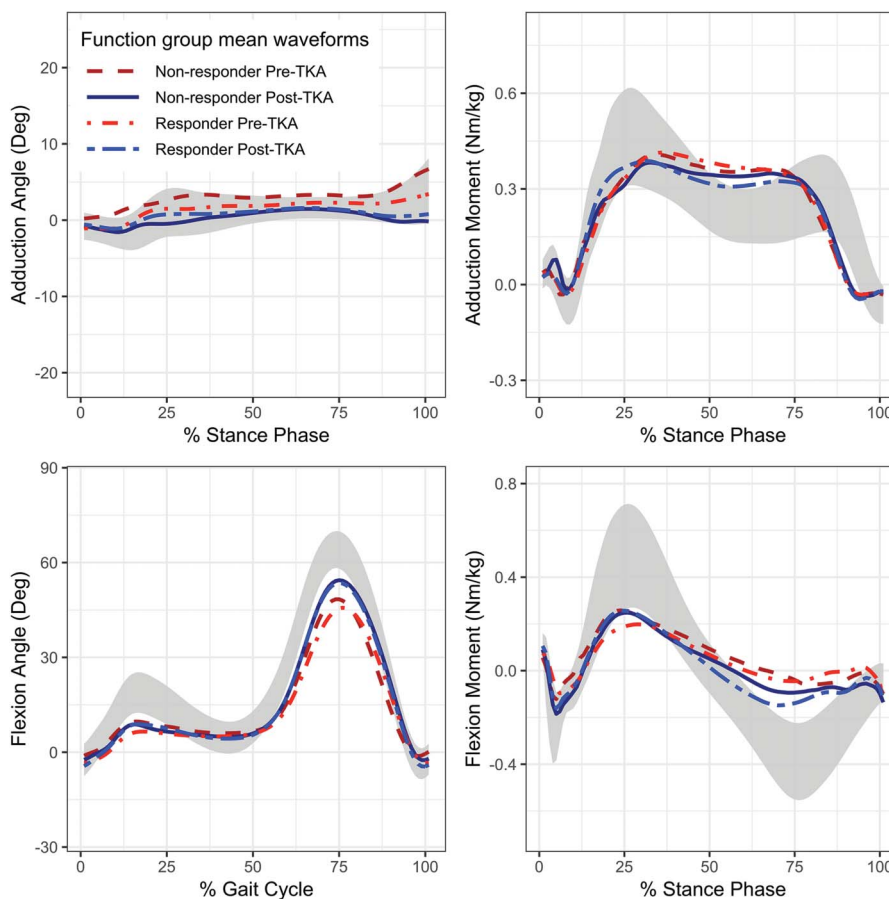 Function group mean waveforms
Non-responder Pre-TKA
Non-responder Post-TKA
Responder Pre-TKA
Responder Post-TKA
Adduction Angle (Deg)
20
10
0
-10
-20
0 25 50 75 100
% Stance Phase
Adduction Moment (Nm/kg)
0.6
0.3
0.0
-0.3
0 25 50 75 100
% Stance Phase
Flexion Angle (Deg)
90
60
30
0
-30
0 25 50 75 100
% Gait Cycle
Flexion Moment (Nm/kg)
0.8
0.4
0.0
-0.4
0 25 50 75 100
% Stance Phase